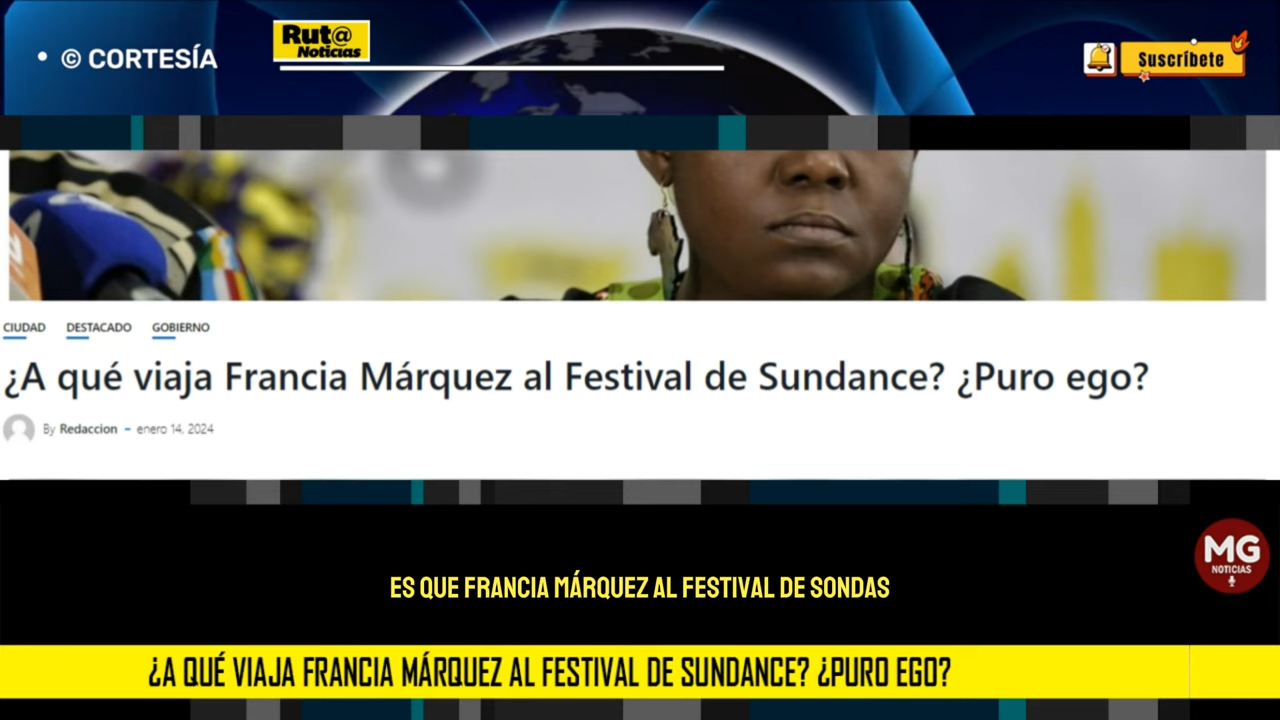 • © CORTESÍA
Rut@
Noticias
Suscríbete
CIUDAD DESTACADO GOBIERNO
¿A qué viaja Francia Márquez al Festival de Sundance? ¿Puro ego?
By Redaccion – enero 14, 2024
MG
NOTICIAS
ES QUE FRANCIA MÁRQUEZ AL FESTIVAL DE SONDAS
¿A QUÉ VIAJA FRANCIA MÁRQUEZ AL FESTIVAL DE SUNDANCE? ¿PURO EGO?